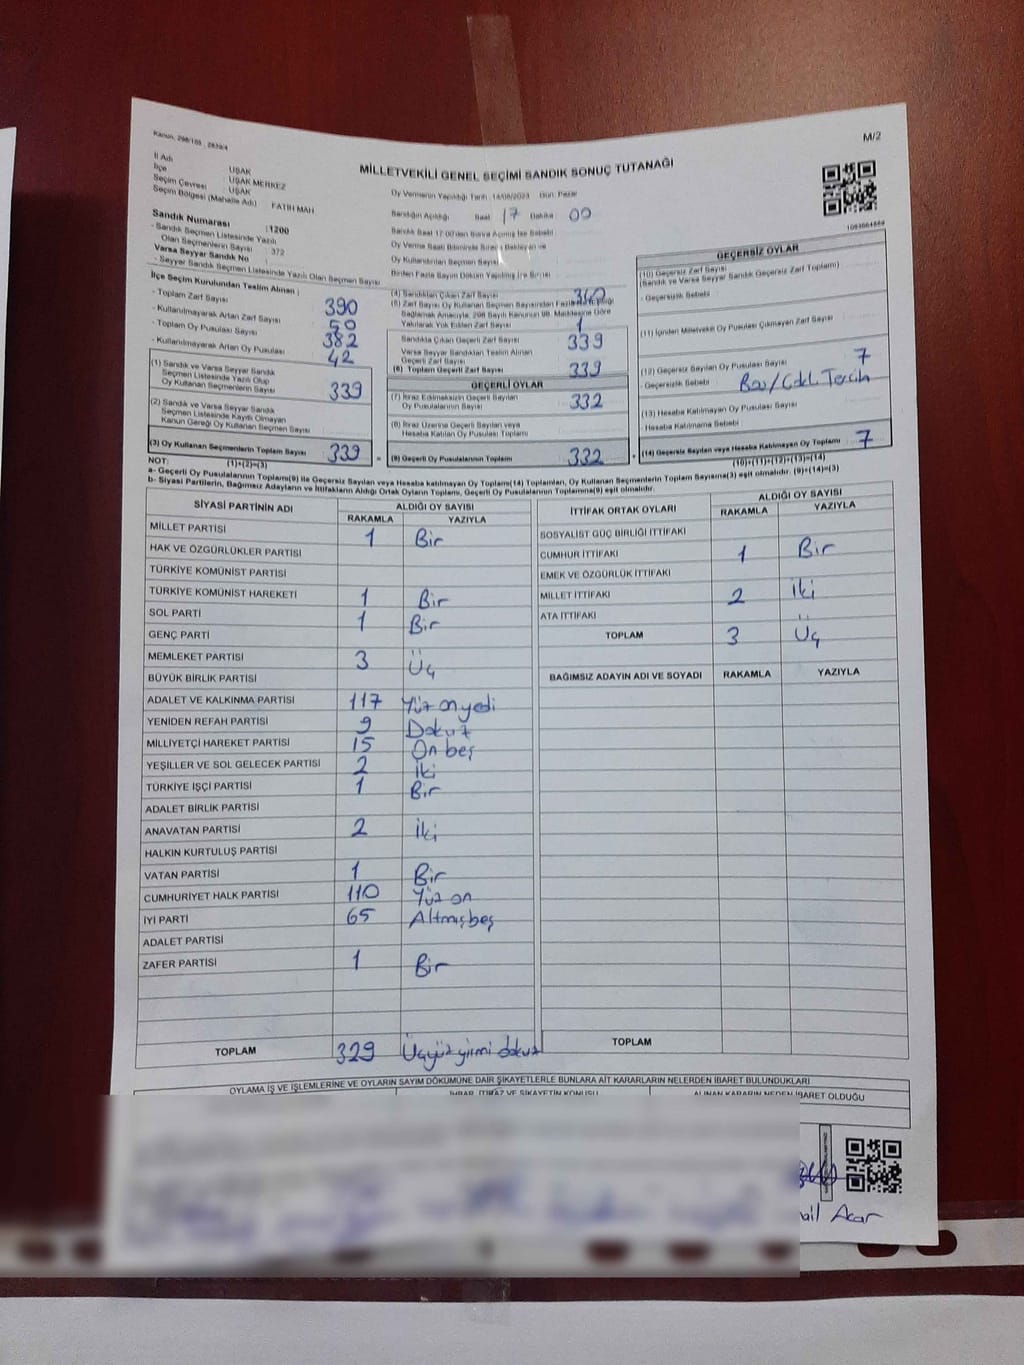 Kanun, 298/105 , 2839/4
M/2
MİLLETVEKİLİ GENEL SEÇİMİ SANDIK SONUÇ TUTANAĞI
İl Adı : UŞAK
İlçe : UŞAK MERKEZ
Seçim Çevresi : UŞAK
Seçim Bölgesi (Mahalle Adı) FATİH MAH
Sandık Numarası :1200
- Sandık Seçmen Listesinde Yazılı
Olan Seçmenlerin Sayısı : 372
Varsa Seyyar Sandık No :
- Seyyar Sandık Seçmen Listesinde Yazılı Olan Seçmen Sayısı
Oy Vermenin Yapıldığı Tarih :14/05/2023 Gün: Pazar
Sandığın Açıldığı Saat 17 Dakika 00
Oy Kullandırılan Seçmen Sayısı :
İlçe Seçim Kurulundan Teslim Alınan :
- Toplam Zarf Sayısı 390
- Kullanılmayarak Artan Zarf Sayısı 50
- Toplam Oy Pusulası Sayısı 382
- Kullanılmayarak Artan Oy Pusulası 42
(1) Sandık ve Varsa Seyyar Sandık
Seçmen Listesinde Yazılı Olup
Oy Kullanan Seçmenlerin Sayısı 339
(2) Sandık ve Varsa Seyyar Sandık
Seçmen Listesinde Kayıtlı Olmayan
Kanun Gereği Oy Kullanan Seçmen Sayısı
(3) Oy Kullanan Seçmenlerin Toplam Sayısı 339
(4) Sandıktan Çıkan Zarf Sayısı 340
(5) Zarf Sayısı Oy Kullanan Seçmen Sayısından Fazla
Sağlamak Amacıyla, 298 Sayılı Kanunun 98. Maddesine Göre
Yakılarak Yok Edilen Zarf Sayısı 1
Sandıkta Çıkan Geçerli Zarf Sayısı 339
Varsa Seyyar Sandıktan Teslim Alınan
Geçerli Zarf Sayısı
(6) Toplam Geçerli Zarf Sayısı 339
GEÇERLİ OYLAR
(7) İtiraz Edilmeksizin Geçerli Sayılan
Oy Pusulalarının Sayısı 332
(8) İtiraz Üzerine Geçerli Sayılan veya
Hesaba Katılan Oy Pusulası Toplamı
(9) Geçerli Oy Pusulalarının Toplamı 332
GEÇERSİZ OYLAR
(10) Geçersiz Zarf Sayısı
(Sandık ve Varsa Seyyar Sandık Geçersiz Zarf Toplamı)
- Geçersizlik Sebebi :
(11) İçinden Milletvekili Oy Pusulası Çıkmayan Zarf Sayısı
(12) Geçersiz Sayılan Oy Pusulası Sayısı 7
- Geçersizlik Sebebi : Boş/Çokl. Tercih
(13) Hesaba Katılmayan Oy Pusulası Sayısı
- Hesaba Katılmama Sebebi :
(14) Geçersiz Sayılan veya Hesaba Katılmayan Oy Toplamı 7
NOT: (1)+(2)=(3)
(10)+(11)+(12)+(13)=(14)
a- Geçerli Oy Pusulalarının Toplamı(9) ile Geçersiz Sayılan veya Hesaba katılmayan Oy Toplamı(14) Toplamları, Oy Kullanan Seçmenlerin Toplam Sayısına(3) eşit olmalıdır. (9)+(14)=(3)
b- Siyasi Partilerin, Bağımsız Adayların ve İttifakların Aldığı Ortak Oyların Toplamı, Geçerli Oy Pusulalarının Toplamına(9) eşit olmalıdır.
SİYASİ PARTİNİN ADI ALDIĞI OY SAYISI
RAKAMLA YAZIYLA
MİLLET PARTİSİ 1 Bir
HAK VE ÖZGÜRLÜKLER PARTİSİ
TÜRKİYE KOMÜNİST PARTİSİ
TÜRKİYE KOMÜNİST HAREKETİ 1 Bir
SOL PARTİ 1 Bir
GENÇ PARTİ
MEMLEKET PARTİSİ 3 Üç
BÜYÜK BİRLİK PARTİSİ
ADALET VE KALKINMA PARTİSİ 117 Yüz onyedi
YENİDEN REFAH PARTİSİ 9 Dokuz
MİLLİYETÇİ HAREKET PARTİSİ 15 On beş
YEŞİLLER VE SOL GELECEK PARTİSİ 2 İki
TÜRKİYE İŞÇİ PARTİSİ 1 Bir
ADALET BİRLİK PARTİSİ
ANAVATAN PARTİSİ 2 İki
HALKIN KURTULUŞ PARTİSİ
VATAN PARTİSİ 1 Bir
CUMHURİYET HALK PARTİSİ 110 Yüz on
İYİ PARTİ 65 Altmışbeş
ADALET PARTİSİ
ZAFER PARTİSİ 1 Bir
TOPLAM 329 Üçyüz yirmi dokuz
İTTİFAK ORTAK OYLARI ALDIĞI OY SAYISI
RAKAMLA YAZIYLA
SOSYALİST GÜÇ BİRLİĞİ İTTİFAKI
CUMHUR İTTİFAKI 1 Bir
EMEK VE ÖZGÜRLÜK İTTİFAKI
MİLLET İTTİFAKI 2 İki
ATA İTTİFAKI
TOPLAM 3 Üç
BAĞIMSIZ ADAYIN ADI VE SOYADI RAKAMLA YAZIYLA
TOPLAM
OYLAMA İŞ VE İŞLEMLERİNE VE OYLARIN SAYIM DÖKÜMÜNE DAİR ŞİKAYETLERLE BUNLARA AİT KARARLARIN NELERDEN İBARET BULUNDUKLARI
İHBAR, İTİRAZ VE ŞİKAYETİN KONUSU ALINAN KARARIN NEDEN İBARET OLDUĞU
Acar